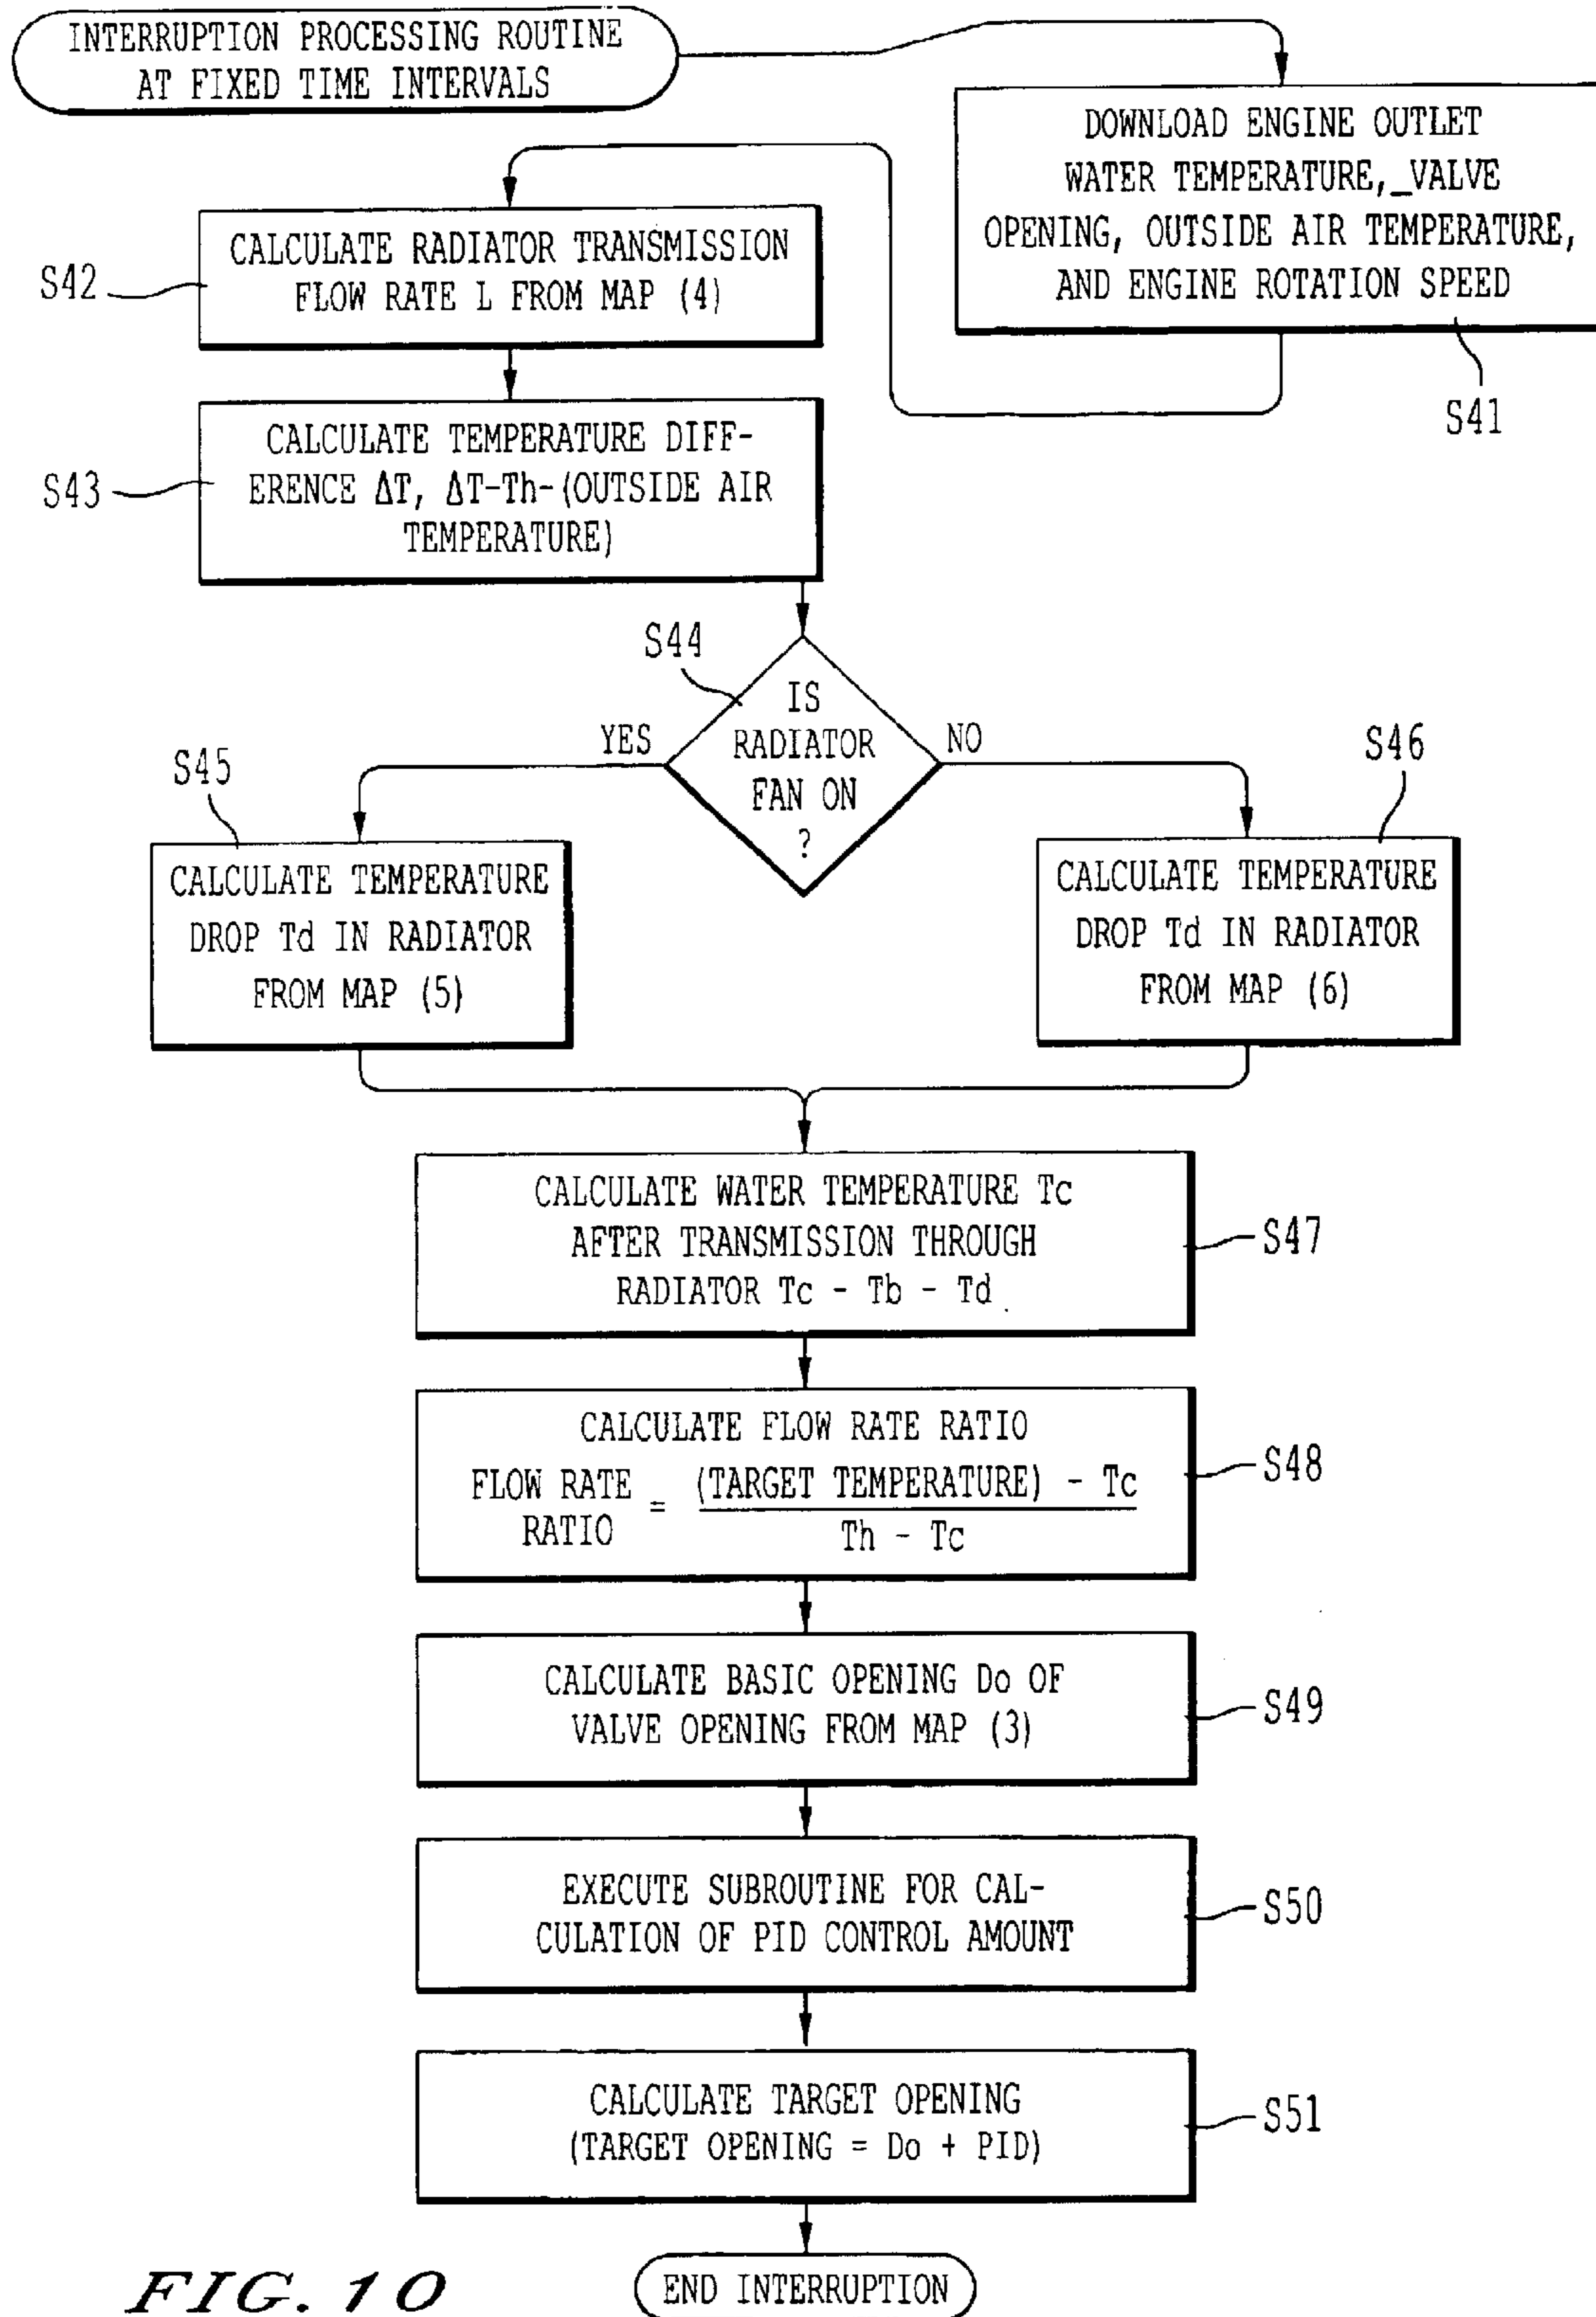 INTERRUPTION PROCESSING ROUTINE
AT FIXED TIME INTERVALS
DOWNLOAD ENGINE OUTLET
WATER TEMPERATURE,_VALVE
OPENING, OUTSIDE AIR TEMPERATURE,
AND ENGINE ROTATION SPEED
S41
S42
CALCULATE RADIATOR TRANSMISSION
FLOW RATE L FROM MAP (4)
S43
CALCULATE TEMPERATURE DIFF-
ERENCE ΔT, ΔT-Th-(OUTSIDE AIR
TEMPERATURE)
S44
IS
RADIATOR
FAN ON
?
YES
NO
S45
CALCULATE TEMPERATURE
DROP Td IN RADIATOR
FROM MAP (5)
S46
CALCULATE TEMPERATURE
DROP Td IN RADIATOR
FROM MAP (6)
CALCULATE WATER TEMPERATURE Tc
AFTER TRANSMISSION THROUGH
RADIATOR Tc - Tb - Td
S47
CALCULATE FLOW RATE RATIO
FLOW RATE RATIO = (TARGET TEMPERATURE) - Tc
Th - Tc
S48
CALCULATE BASIC OPENING Do OF
VALVE OPENING FROM MAP (3)
S49
EXECUTE SUBROUTINE FOR CAL-
CULATION OF PID CONTROL AMOUNT
S50
CALCULATE TARGET OPENING
(TARGET OPENING = Do + PID)
S51
END INTERRUPTION
FIG. 10